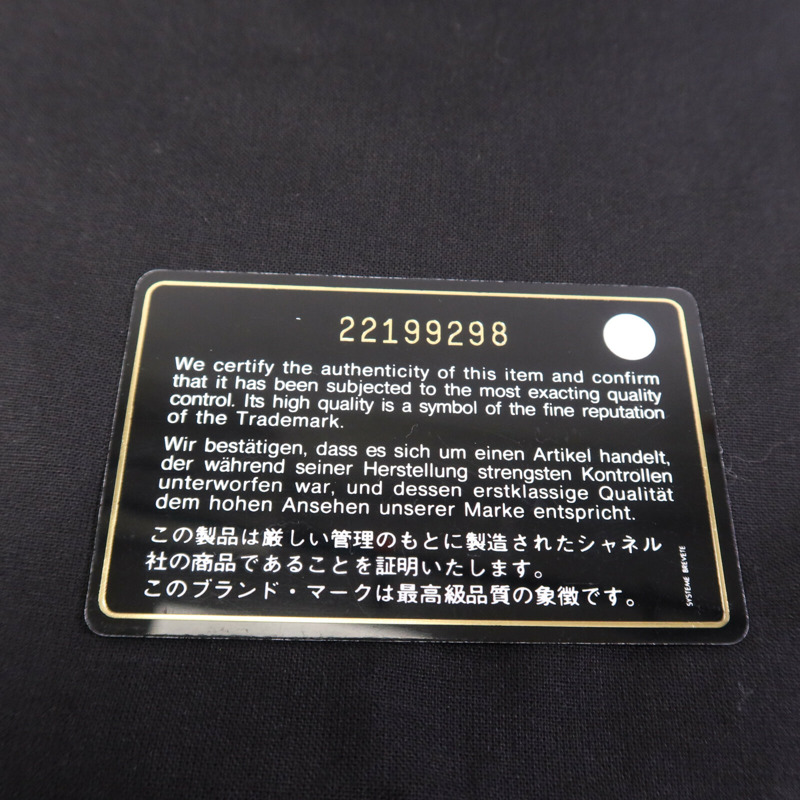 22199298
We certify the authenticity of this item and confirm
that it has been subjected to the most exacting quality
control. Its high quality is a symbol of the fine reputation
of the Trademark.
Wir bestätigen, dass es sich um einen Artikel handelt,
der während seiner Herstellung strengsten Kontrollen
unterworfen war, und dessen erstklassige Qualität
dem hohen Ansehen unserer Marke entspricht.
この製品は厳しい管理のもとに製造されたシャネル
社の商品であることを証明いたします。
このブランド・マークは最高級品質の象徴です。
SYSTEME BREVETE